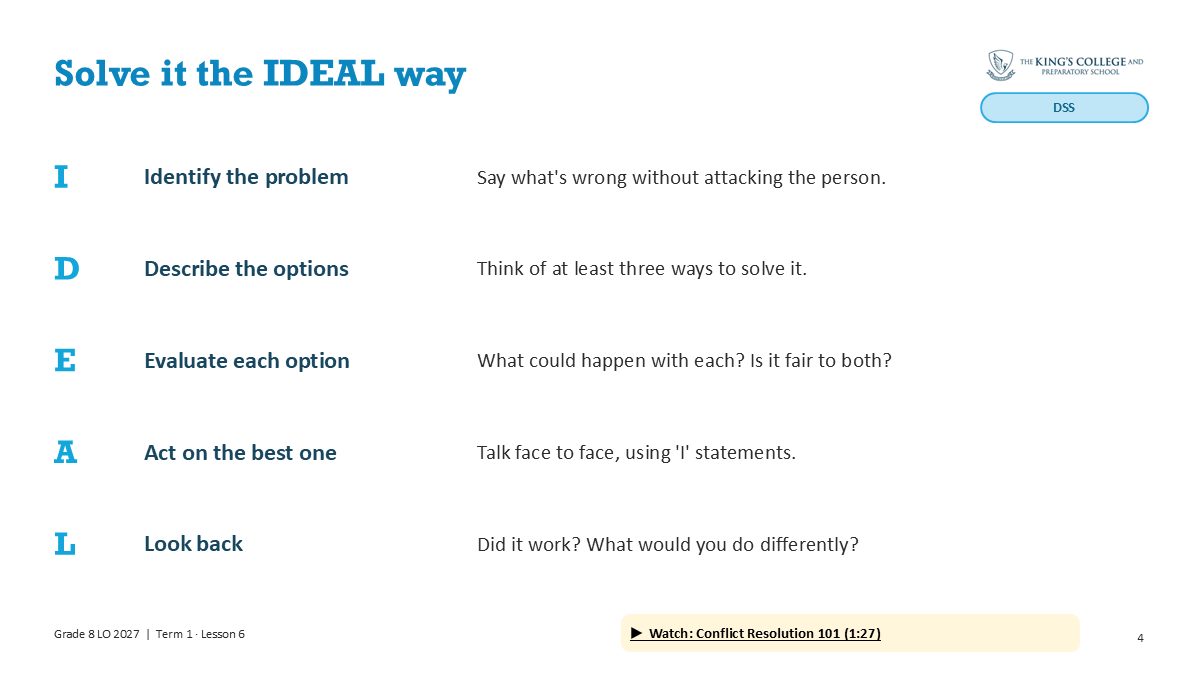 Solve it the IDEAL way
THE KING'S COLLEGE AND
PREPARATORY SCHOOL
DSS
I Identify the problem Say what's wrong without attacking the person.
D Describe the options Think of at least three ways to solve it.
E Evaluate each option What could happen with each? Is it fair to both?
A Act on the best one Talk face to face, using 'I' statements.
L Look back Did it work? What would you do differently?
Grade 8 LO 2027 | Term 1 · Lesson 6
▶ Watch: Conflict Resolution 101 (1:27)
4